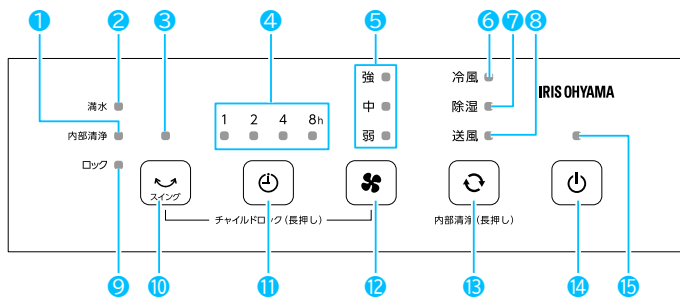 1 2 3 4 5 6 7 8
強 冷風
満水 中 除湿 IRIS OHYAMA
内部清浄 1 2 4 8h 弱 送風
ロック
スイング
チャイルドロック(長押し) 内部清浄(長押し)
9 10 11 12 13 14 15